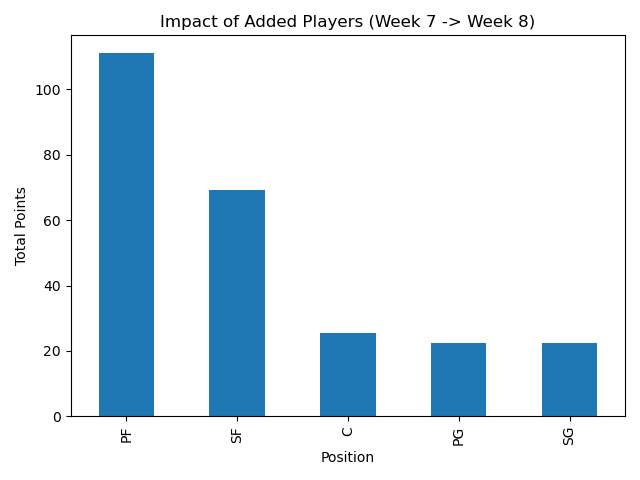 Impact of Added Players (Week 7 -> Week 8)
Total Points
100
80
60
40
20
0
PF
SF
C
PG
SG
Position